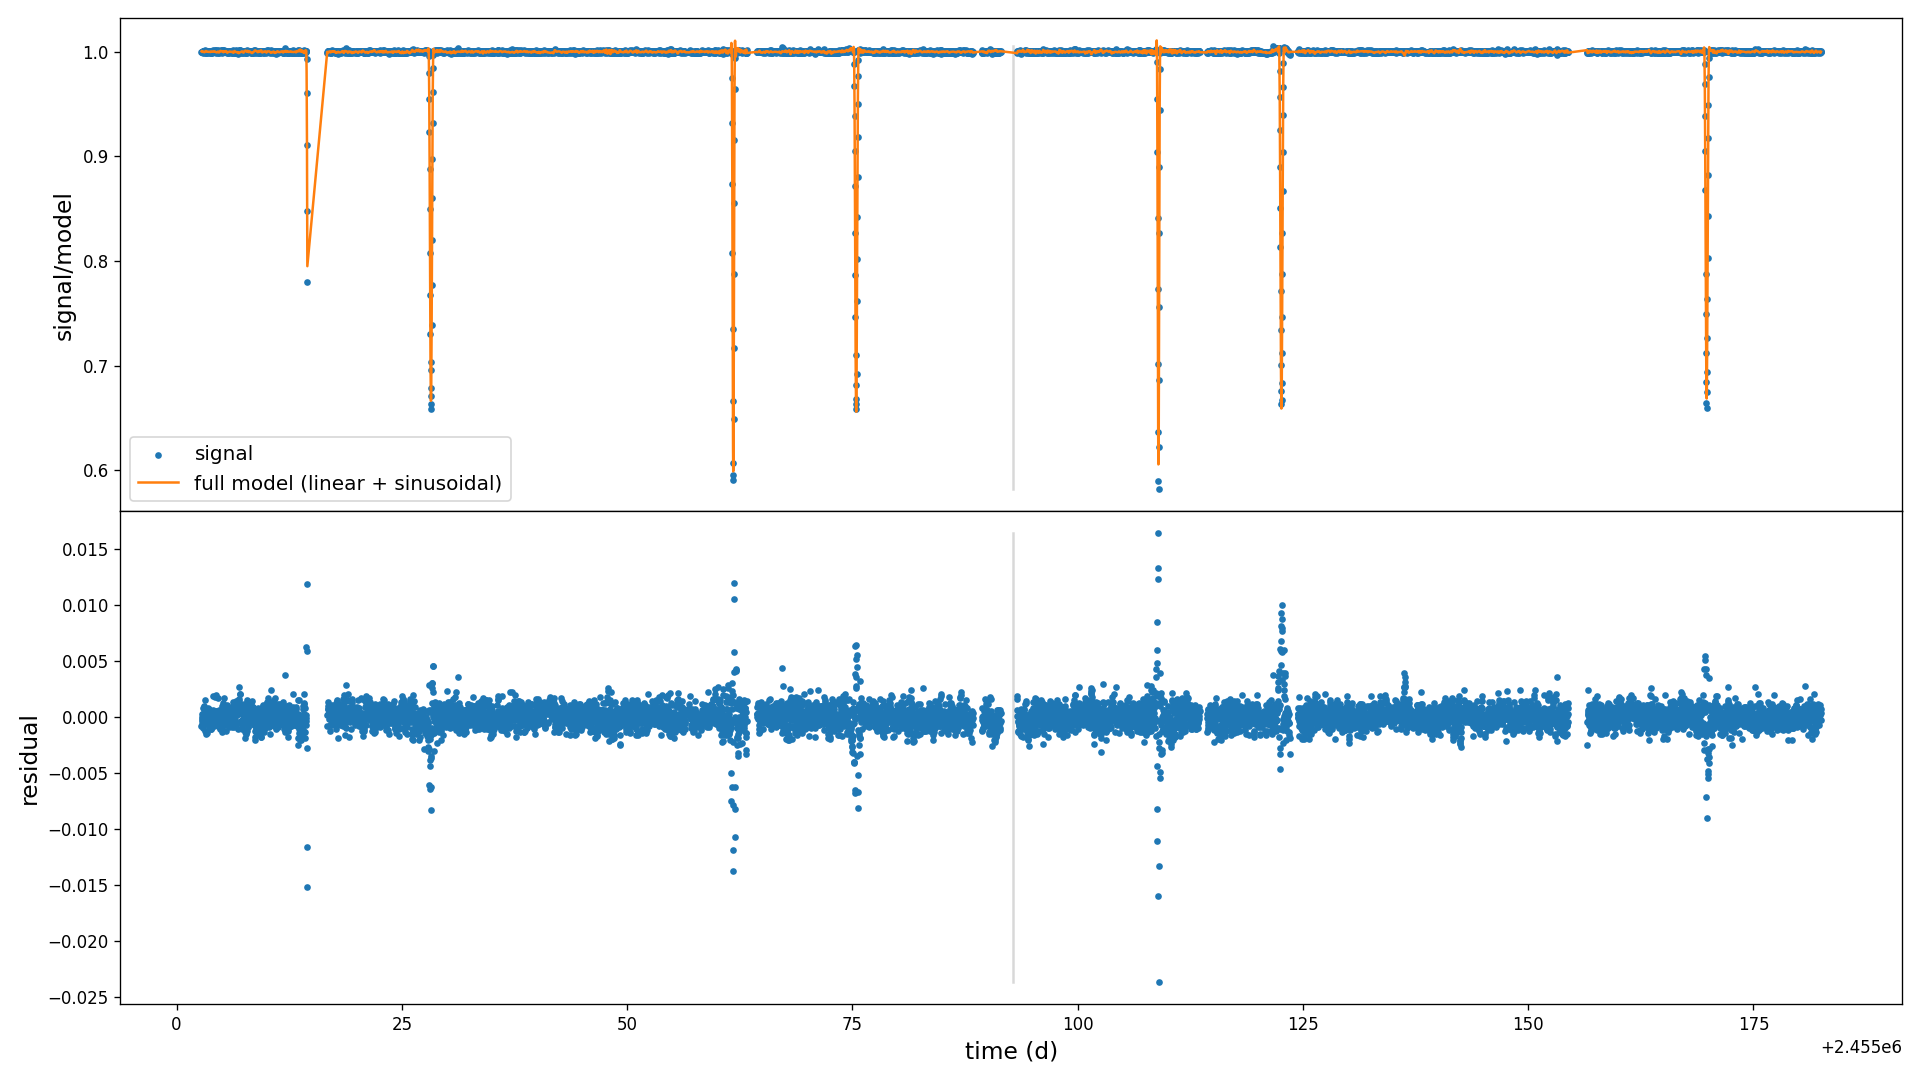 1.0
0.9
0.8
0.7
0.6
signal/model
signal
full model (linear + sinusoidal)
0.015
0.010
0.005
0.000
−0.005
−0.010
−0.015
−0.020
−0.025
residual
0 25 50 75 100 125 150 175
time (d)
+2.455e6